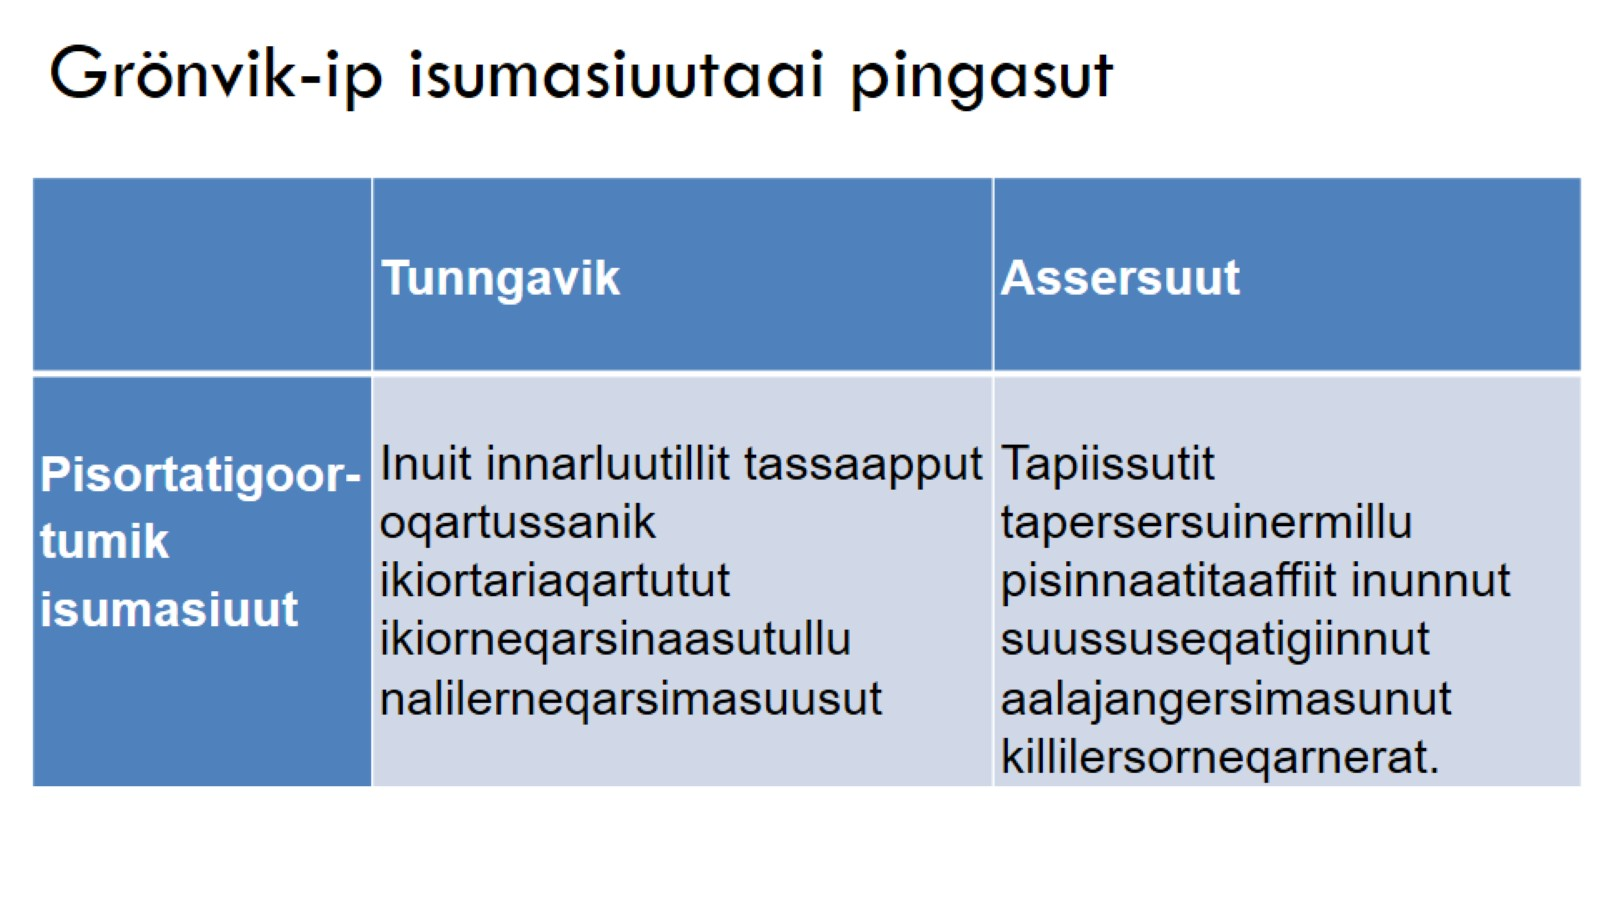 Grönvik-ip isumasiuutaai pingasut
Tunngavik
Assersuut
Pisortatigoor-
tumik
isumasiuut
Inuit innarluutillit tassaapput
oqartussanik
ikiortariaqartutut
ikiorneqarsinaasutullu
nalilerneqarsimasuusut
Tapiissutit
tapersersuinermillu
pisinnaatitaaffiit inunnut
suussuseqatigiinnut
aalajangersimasunut
killilersorneqarnerat.